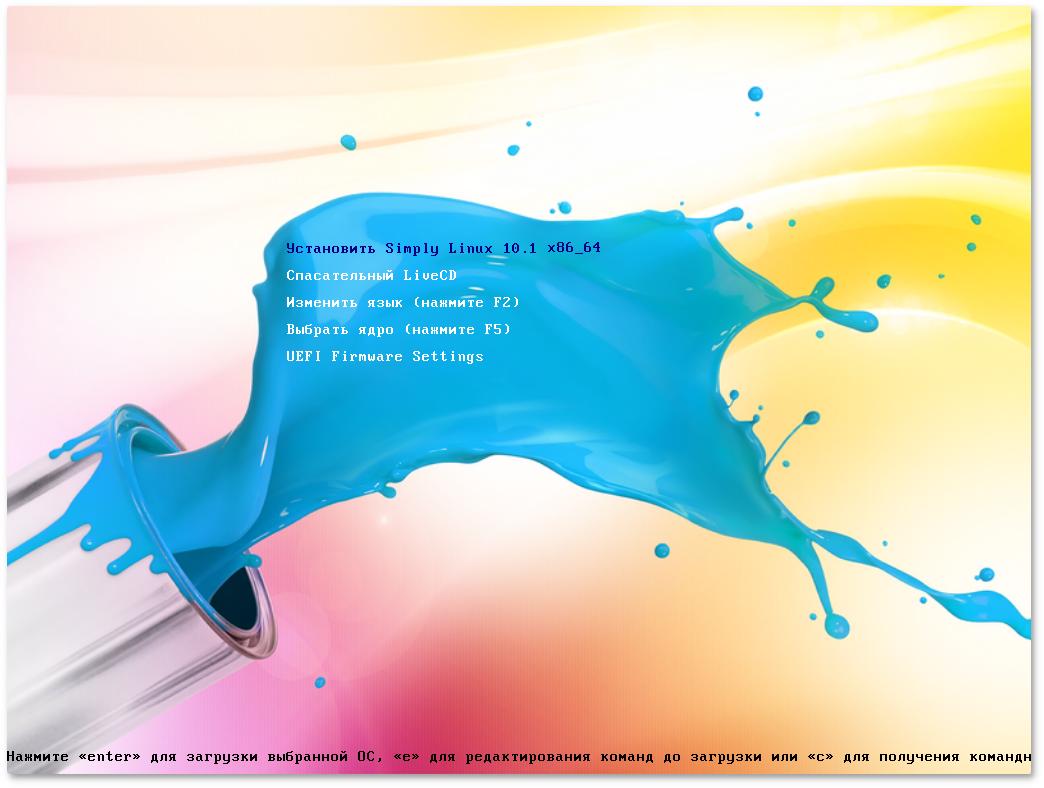 Установить Simply Linux 10.1 x86_64
Спасательный LiveCD
Изменить язык (нажмите F2)
Выбрать ядро (нажмите F5)
UEFI Firmware Settings
Нажмите «enter» для загрузки выбранной ОС, «e» для редактирования команд до загрузки или «c» для получения командн